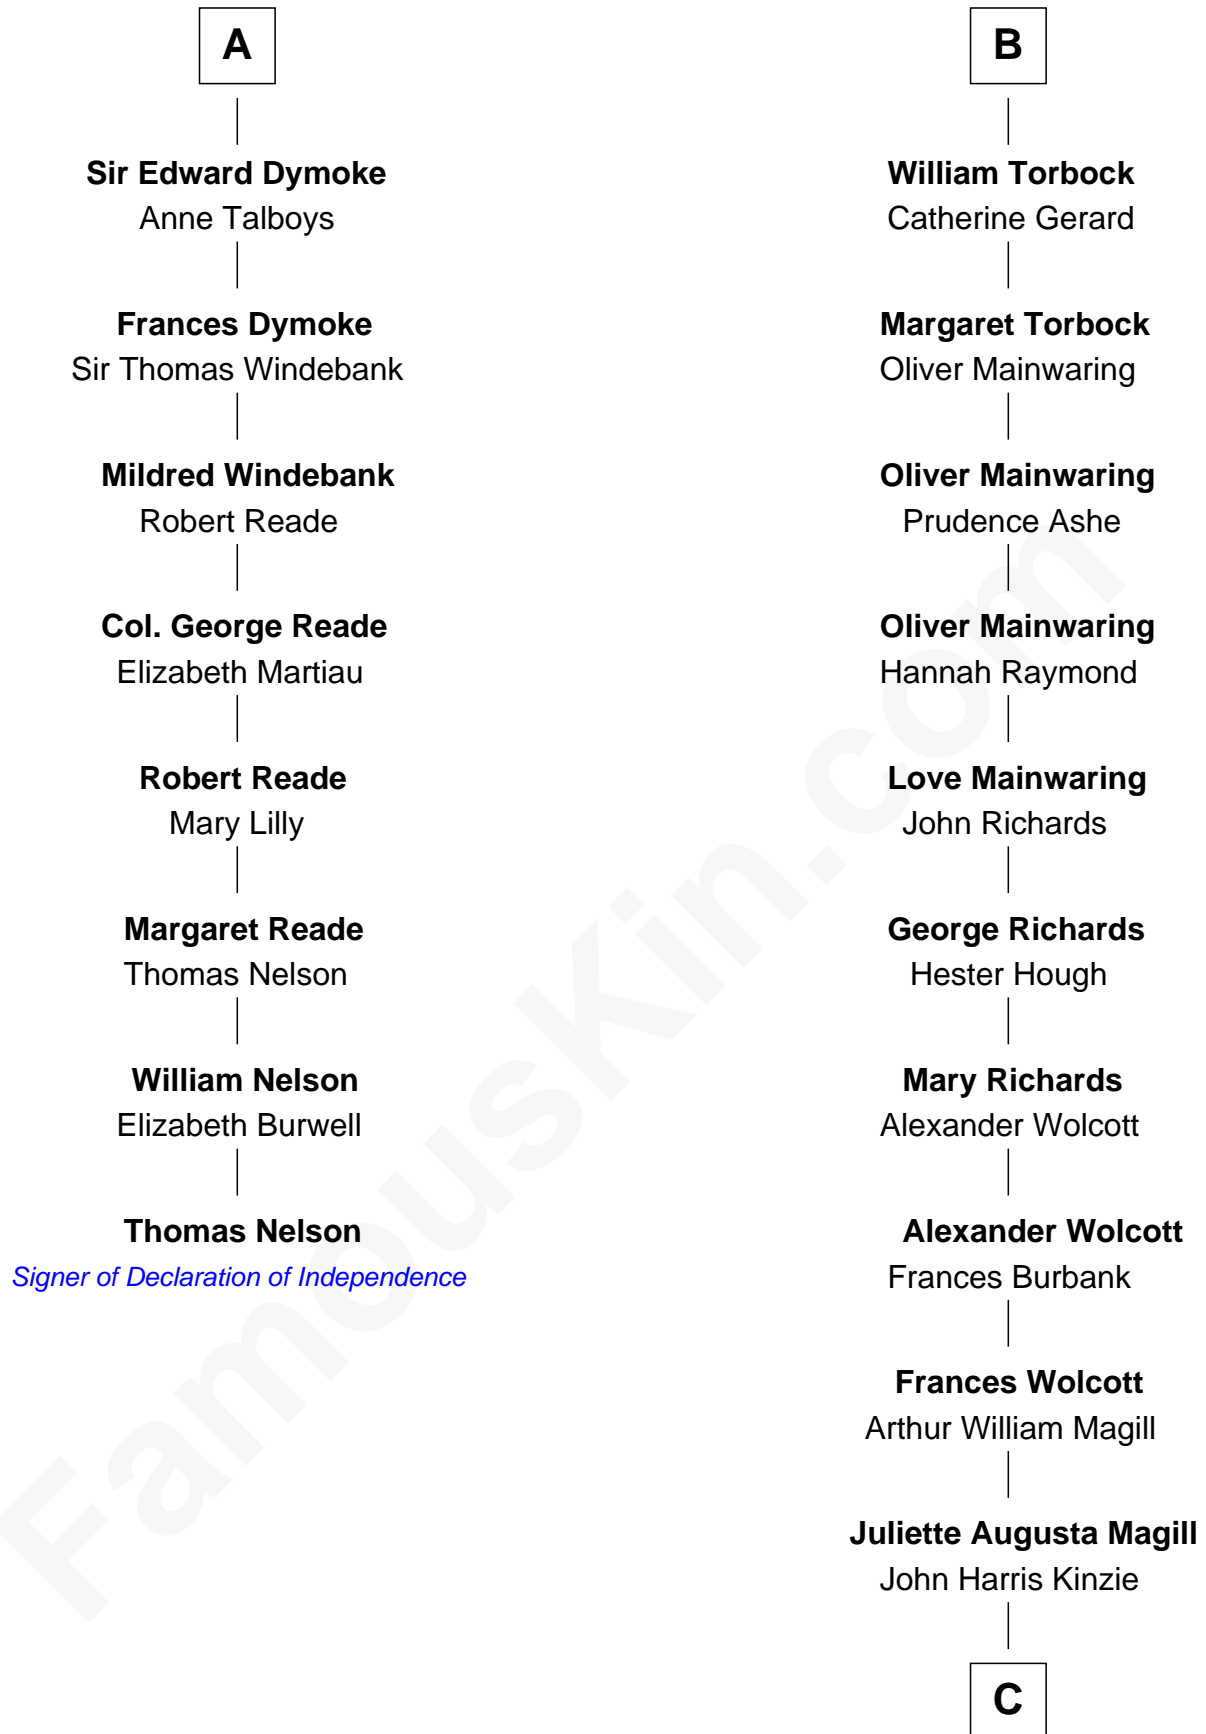 A
Sir Edward Dymoke
Anne Talboys
Frances Dymoke
Sir Thomas Windebank
Mildred Windebank
Robert Reade
Col. George Reade
Elizabeth Martiau
Robert Reade
Mary Lilly
Margaret Reade
Thomas Nelson
William Nelson
Elizabeth Burwell
Thomas Nelson
Signer of Declaration of Independence
B
William Torbock
Catherine Gerard
Margaret Torbock
Oliver Mainwaring
Oliver Mainwaring
Prudence Ashe
Oliver Mainwaring
Hannah Raymond
Love Mainwaring
John Richards
George Richards
Hester Hough
Mary Richards
Alexander Wolcott
Alexander Wolcott
Frances Burbank
Frances Wolcott
Arthur William Magill
Juliette Augusta Magill
John Harris Kinzie
C
FamousKin.com